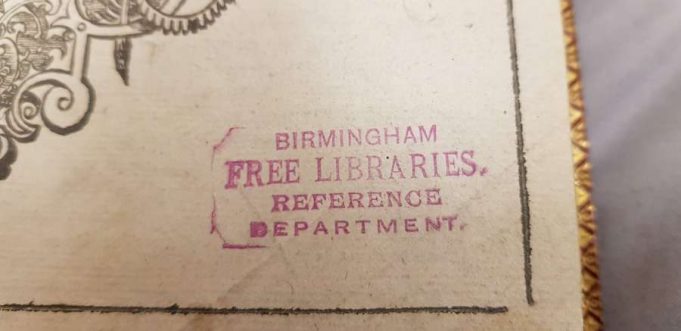 BIRMINGHAM
FREE LIBRARIES.
REFERENCE
DEPARTMENT.